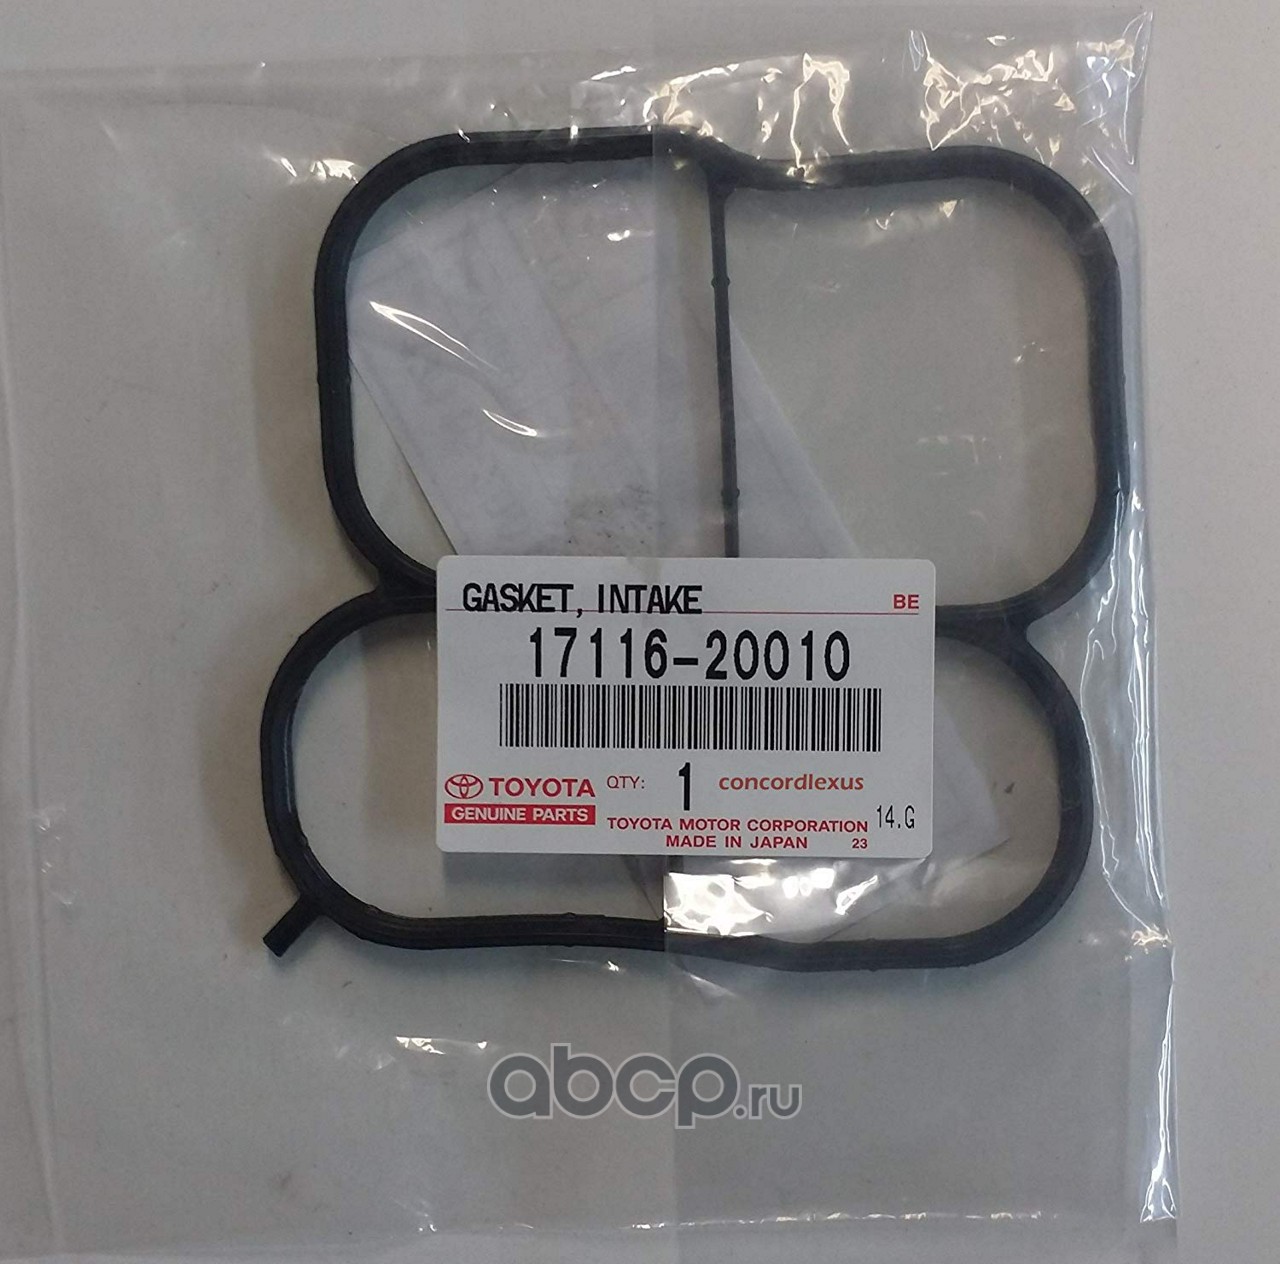 GASKET, INTAKE BE
17116-20010
TOYOTA QTY: 1 concordlexus
GENUINE PARTS
TOYOTA MOTOR CORPORATION 14.G
MADE IN JAPAN 23
abcp.ru